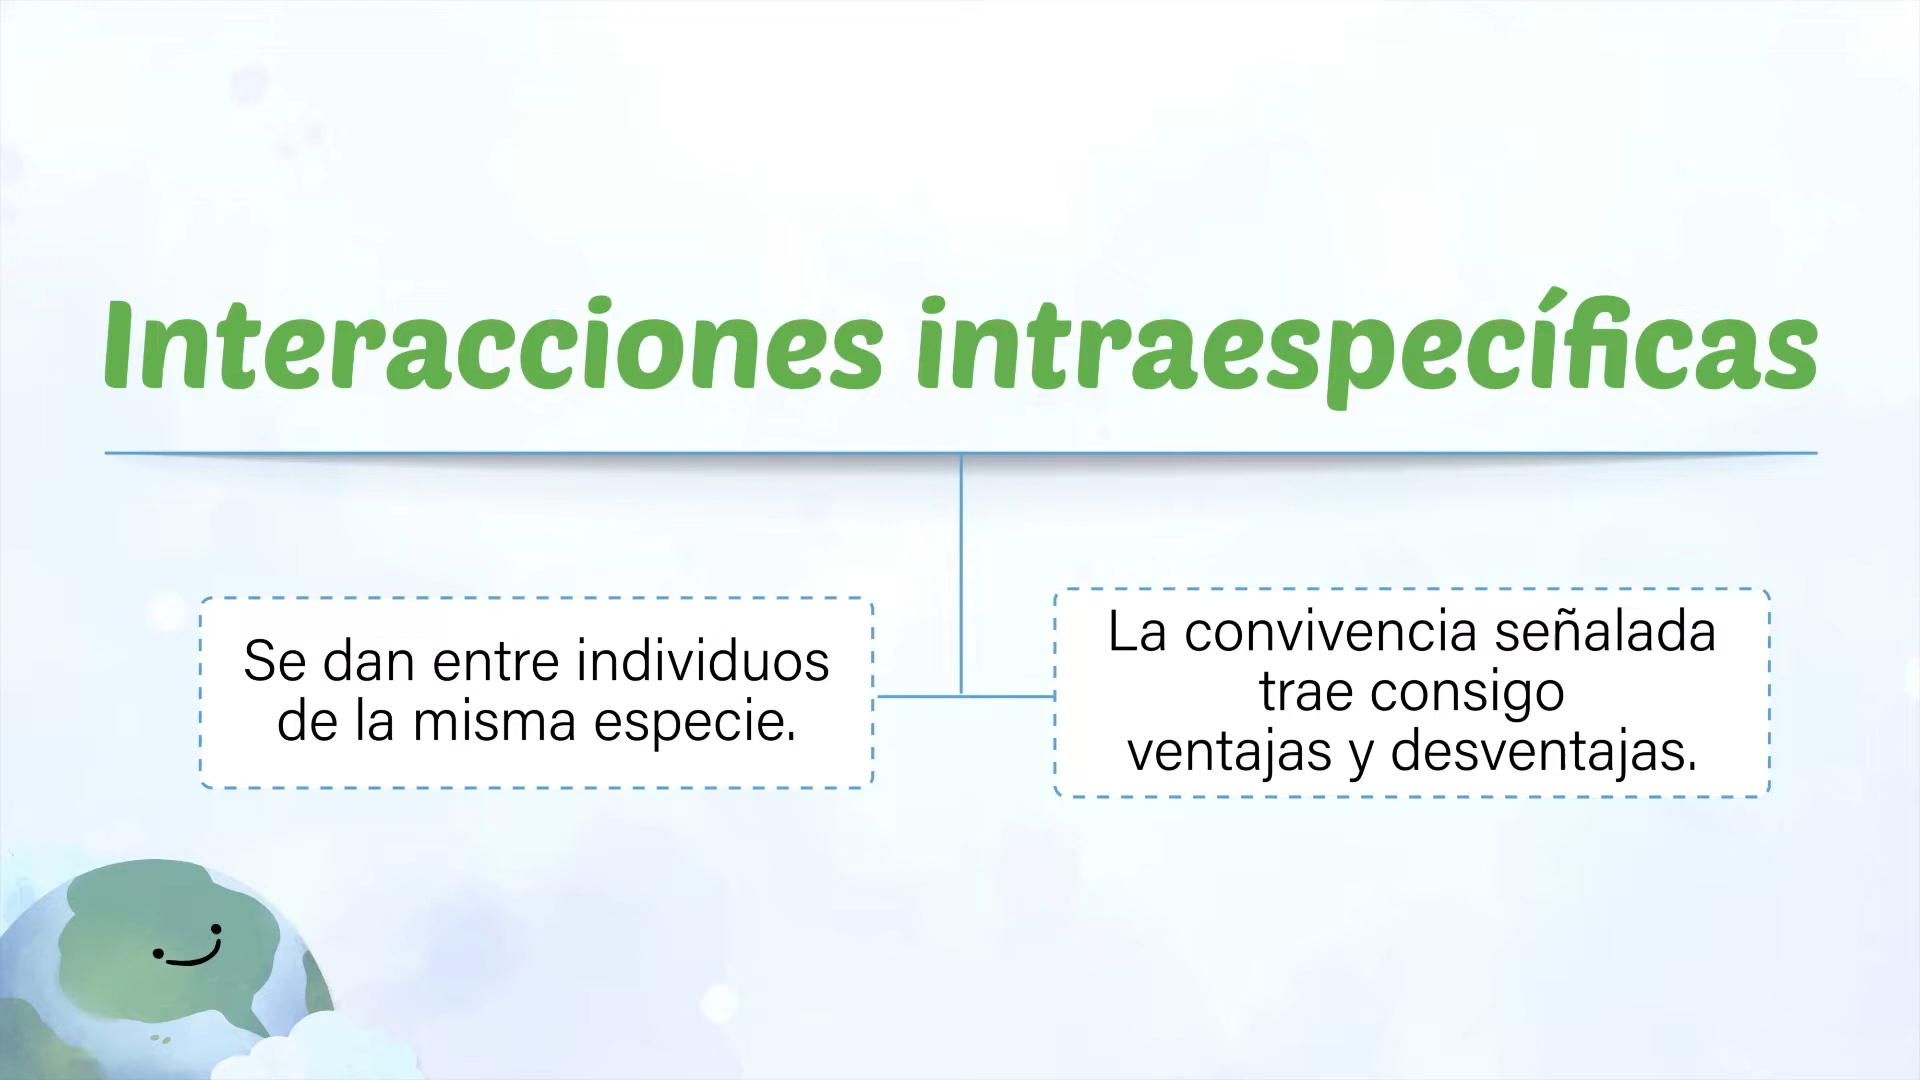 Interacciones intraespecíficas
Se dan entre individuos
de la misma especie.
La convivencia señalada
trae consigo
ventajas y desventajas.